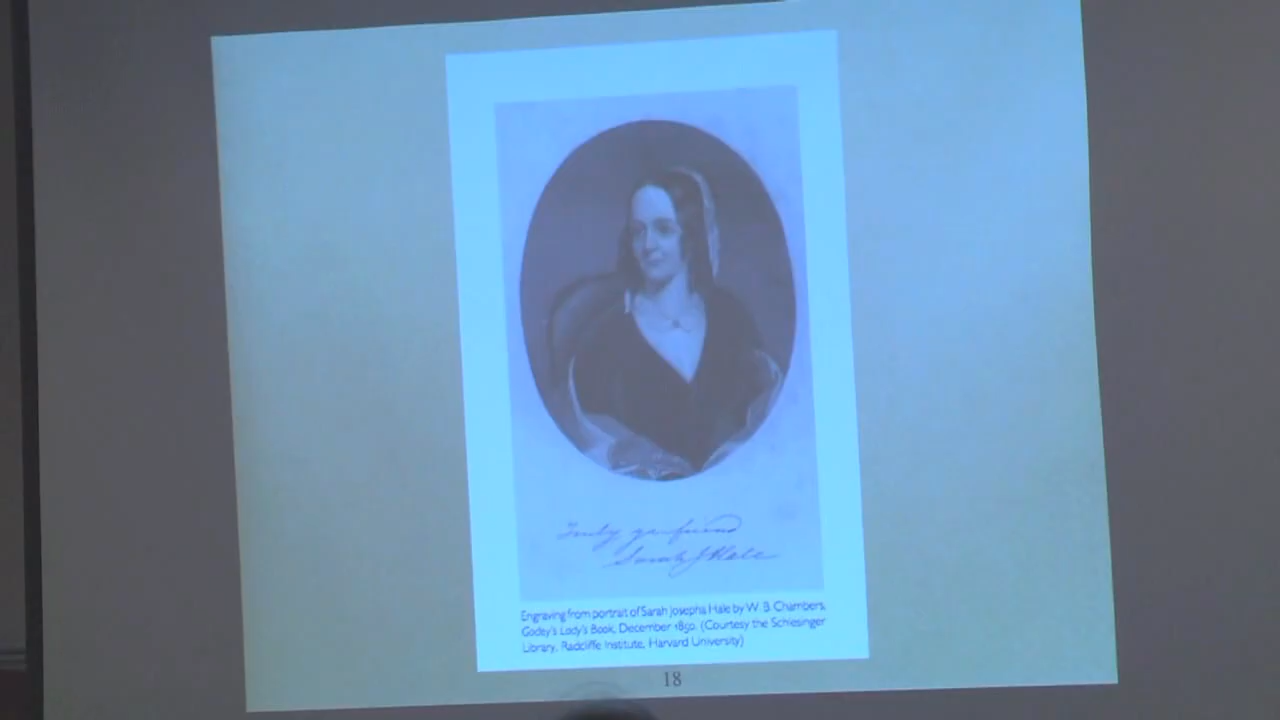 Truly yr friend
Sarah J Hale
Engraving from portrait of Sarah Josepha Hale by W. B. Chambers,
Godey's Lady's Book, December 1850. (Courtesy the Schlesinger
Library, Radcliffe Institute, Harvard University)
18